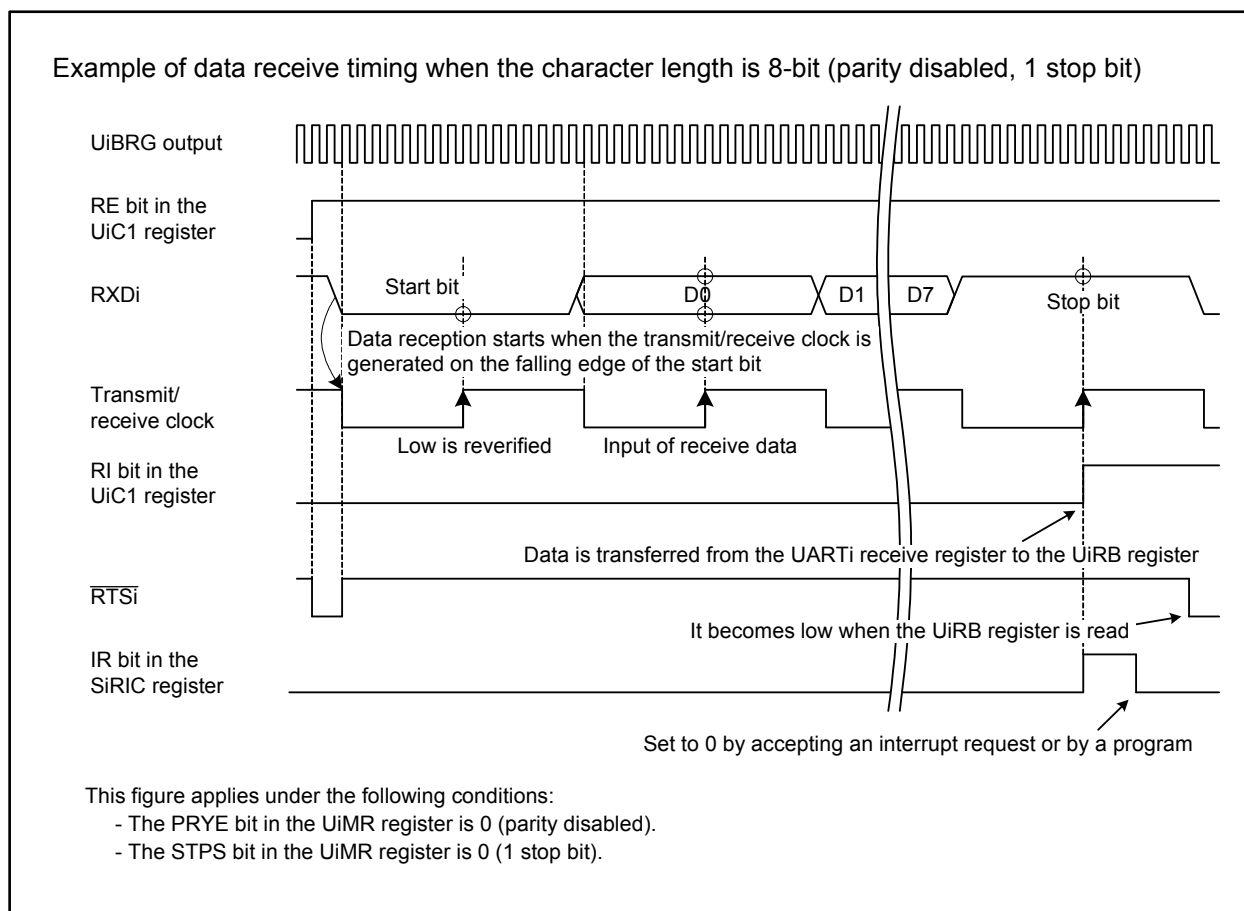 Example of data receive timing when the character length is 8-bit (parity disabled, 1 stop bit)
UiBRG output
RE bit in the
UiC1 register
RXDi
Start bit
D0
D1
D7
Stop bit
Data reception starts when the transmit/receive clock is
generated on the falling edge of the start bit
Transmit/
receive clock
Low is reverified
Input of receive data
RI bit in the
UiC1 register
Data is transferred from the UARTi receive register to the UiRB register
RTSi
It becomes low when the UiRB register is read
IR bit in the
SiRIC register
Set to 0 by accepting an interrupt request or by a program
This figure applies under the following conditions:
- The PRYE bit in the UiMR register is 0 (parity disabled).
- The STPS bit in the UiMR register is 0 (1 stop bit).